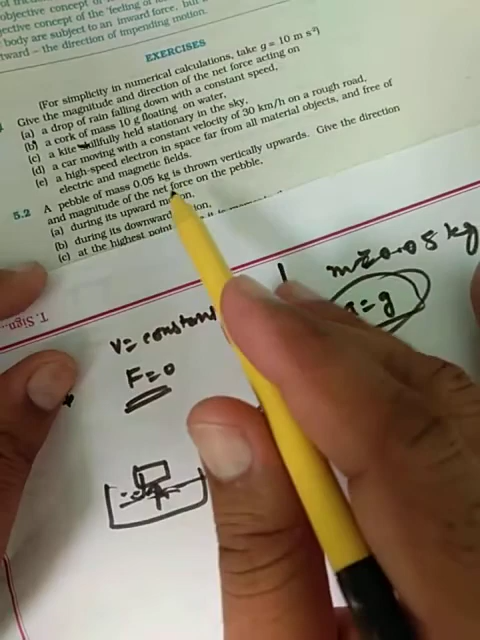 objective concept of the 'feeling of
body are subject to an inward force, but
tward – the direction of impending motion.
EXERCISES
(For simplicity in numerical calculations, take g = 10 m s²)
Give the magnitude and direction of the net force acting on
(a) a drop of rain falling down with a constant speed,
(b) a cork of mass 10 g floating on water,
(c) a kite skillfully held stationary in the sky,
(d) a car moving with a constant velocity of 30 km/h on a rough road,
(e) a high-speed electron in space far from all material objects, and free of
electric and magnetic fields.
5.2 A pebble of mass 0.05 kg is thrown vertically upwards. Give the direction
and magnitude of the net force on the pebble,
(a) during its upward motion,
(b) during its downward motion,
(c) at the highest point
T. Sign..
m = 0.05 kg
a = g
V = constant
F = 0